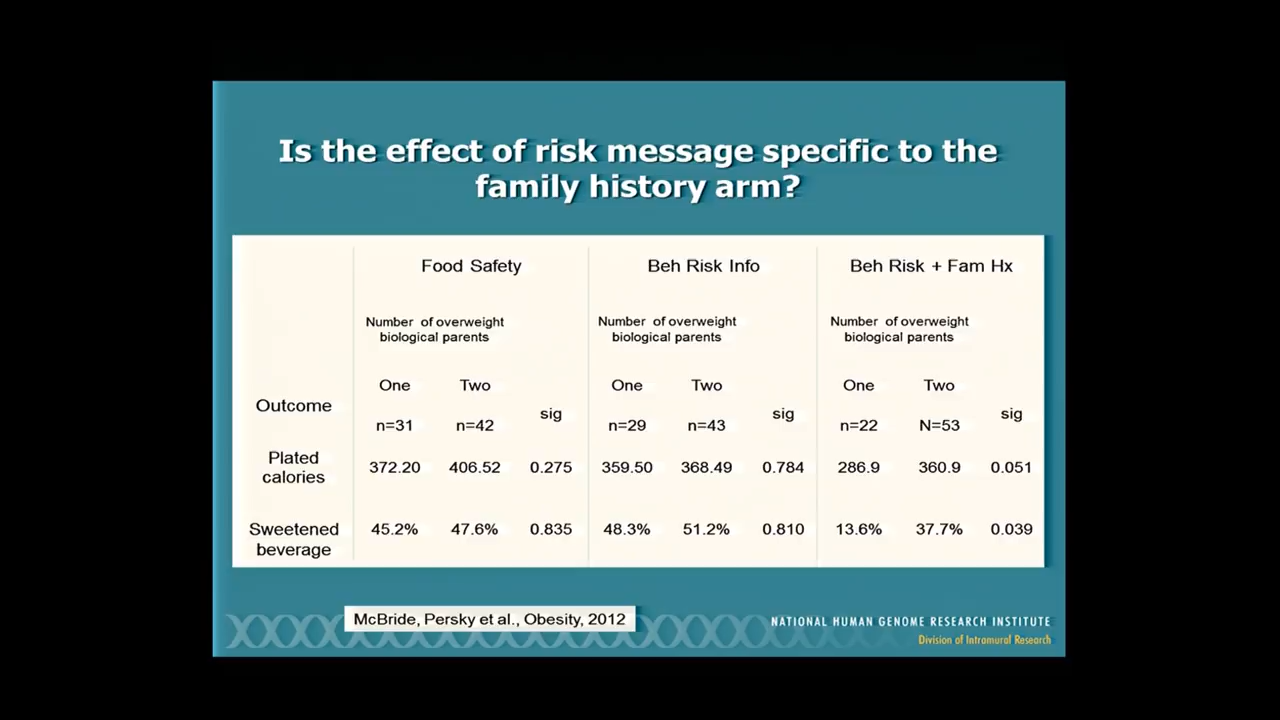 Is the effect of risk message specific to the
family history arm?
Food Safety Beh Risk Info Beh Risk + Fam Hx
Number of overweight Number of overweight Number of overweight
biological parents biological parents biological parents
One Two One Two One Two
Outcome sig sig sig
n=31 n=42 n=29 n=43 n=22 N=53
Plated
calories 372.20 406.52 0.275 359.50 368.49 0.784 286.9 360.9 0.051
Sweetened
beverage 45.2% 47.6% 0.835 48.3% 51.2% 0.810 13.6% 37.7% 0.039
McBride, Persky et al., Obesity, 2012
NATIONAL HUMAN GENOME RESEARCH INSTITUTE
Division of Intramural Research